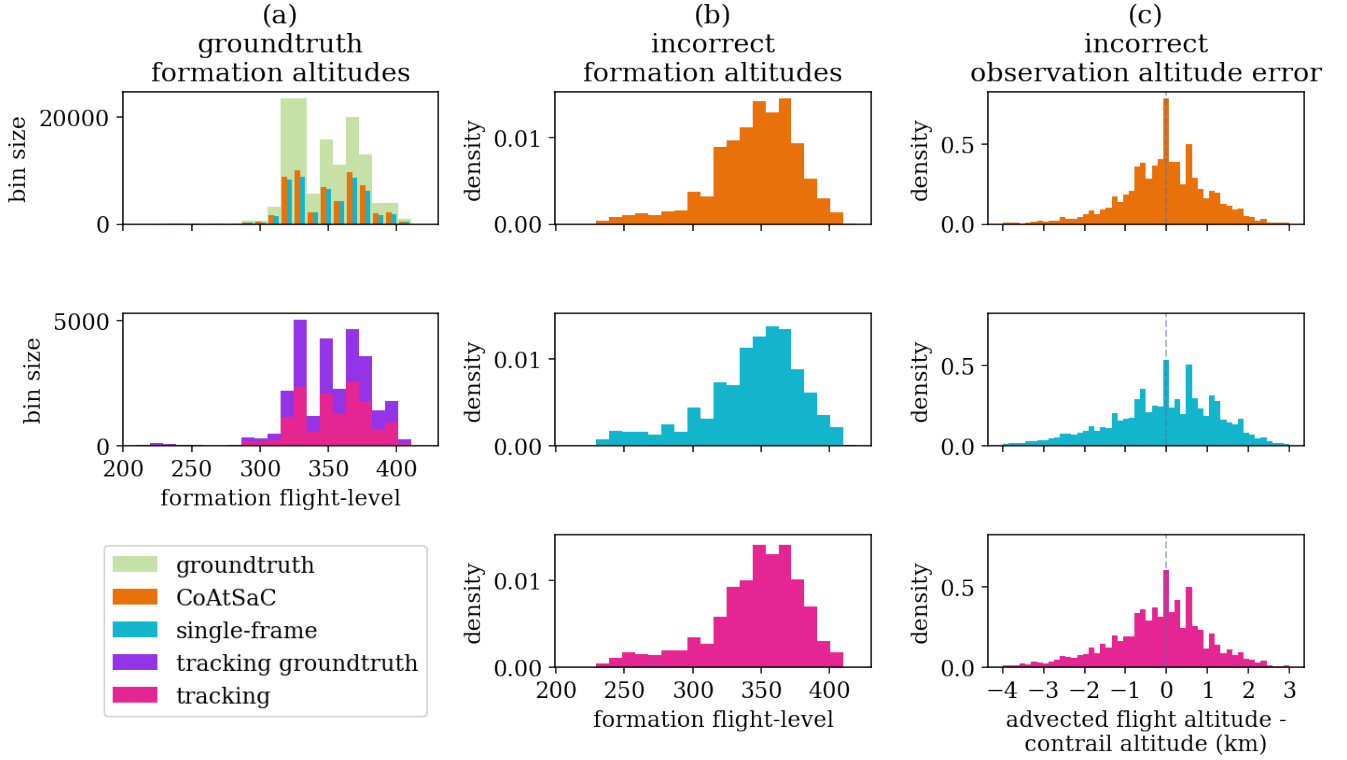 (a)
groundtruth
formation altitudes
(b)
incorrect
formation altitudes
(c)
incorrect
observation altitude error
bin size
20000
0
density
0.01
0.00
density
0.5
0.0
bin size
5000
0
200 250 300 350 400
formation flight-level
density
0.01
0.00
density
0.5
0.0
groundtruth
CoAtSaC
single-frame
tracking groundtruth
tracking
density
0.01
0.00
200 250 300 350 400
formation flight-level
density
0.5
0.0
−4 −3 −2 −1 0 1 2 3
advected flight altitude -
contrail altitude (km)